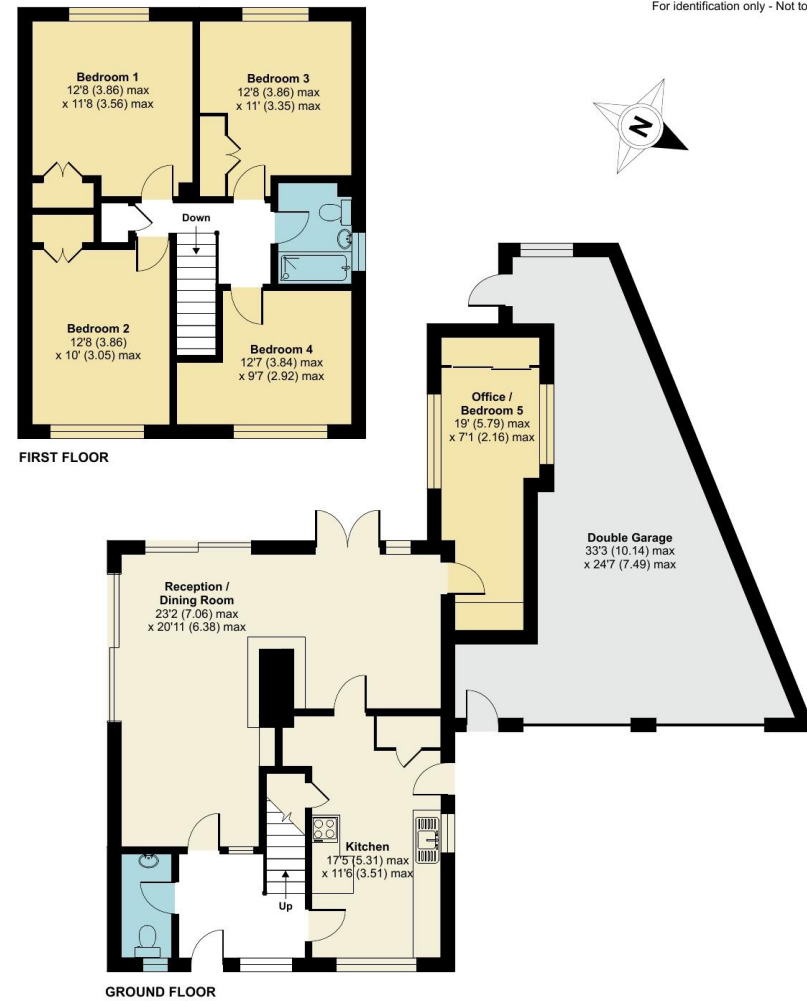 For identification only - Not to
Bedroom 1
12'8 (3.86) max
x 11'8 (3.56) max
Bedroom 3
12'8 (3.86) max
x 11' (3.35) max
N
Down
Bedroom 2
12'8 (3.86)
x 10' (3.05) max
Bedroom 4
12'7 (3.84) max
x 9'7 (2.92) max
FIRST FLOOR
Office /
Bedroom 5
19' (5.79) max
x 7'1 (2.16) max
Double Garage
33'3 (10.14) max
x 24'7 (7.49) max
Reception /
Dining Room
23'2 (7.06) max
x 20'11 (6.38) max
Kitchen
17'5 (5.31) max
x 11'6 (3.51) max
Up
GROUND FLOOR